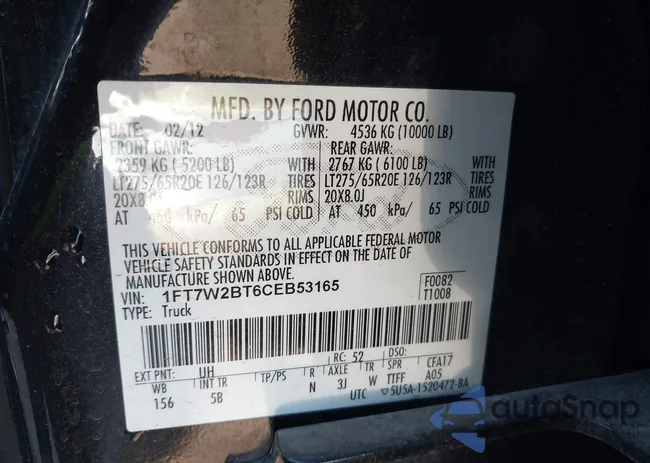 MFD. BY FORD MOTOR CO.
DATE: 02/12 GVWR: 4536 KG (10000 LB)
FRONT GAWR: REAR GAWR:
2359 KG ( 5200 LB) WITH 2767 KG ( 6100 LB) WITH
LT275/65R20E 126/123R TIRES LT275/65R20E 126/123R TIRES
20X8.0J RIMS 20X8.0J RIMS
AT 450 kPa/ 65 PSI COLD AT 450 kPa/ 65 PSI COLD
THIS VEHICLE CONFORMS TO ALL APPLICABLE FEDERAL MOTOR
VEHICLE SAFETY STANDARDS IN EFFECT ON THE DATE OF
MANUFACTURE SHOWN ABOVE.
VIN: 1FT7W2BT6CEB53165 F0082
TYPE: Truck T1008
EXT PNT: UH RC: 52 DSO:
WB INT TR TP/PS R AXLE TR SPR CFA17
156 5B N 3J W TTFF A05
UTC ▽5U5A-1520472-BA
autoSnap